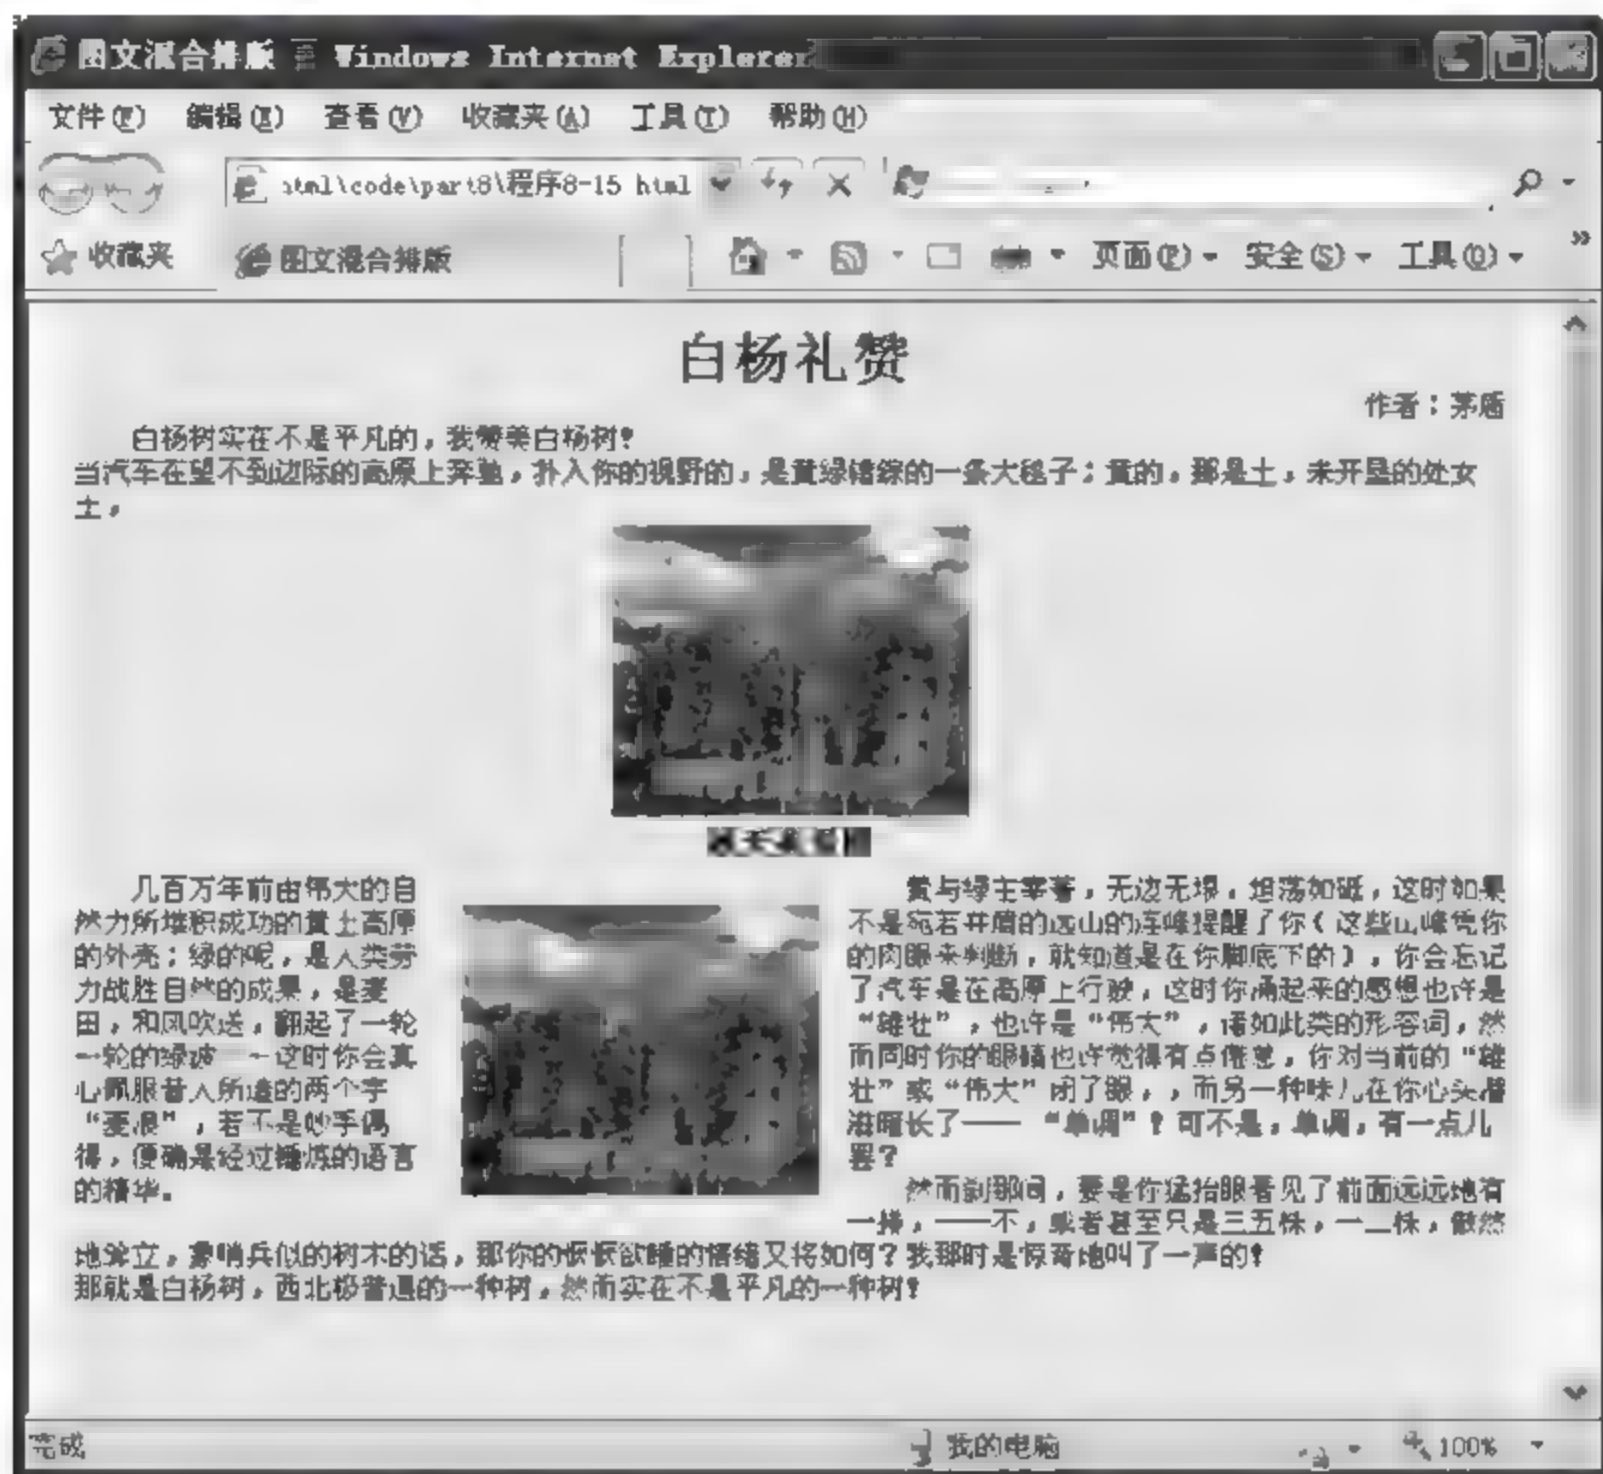 图文混合排版 Windows Internet Explorer
文件(F) 编辑(E) 查看(V) 收藏夹(A) 工具(T) 帮助(H)
html\code\part8\程序8-15 html
收藏夹 图文混合排版 页面(P) 安全(S) 工具(O) »
白杨礼赞
作者：茅盾
白杨树实在不是平凡的，我赞美白杨树！
当汽车在望不到边际的高原上奔驰，扑入你的视野的，是黄绿错综的一条大毯子；黄的，那是土，未开垦的处女
土，
几百万年前由伟大的自
然力所堆积成功的黄土高原
的外壳；绿的呢，是人类劳
力战胜自然的成果，是麦
田，和风吹送，翻起了一轮
一轮的绿波——这时你会真
心佩服昔人所造的两个字
“麦浪”，若不是妙手偶
得，便确是经过锤炼的语言
的精华。
黄与绿主宰着，无边无垠，坦荡如砥，这时如果
不是宛若并肩的远山的连峰提醒了你（这些山峰凭你
的肉眼来判断，就知道是在你脚底下的），你会忘记
了汽车是在高原上行驶，这时你涌起来的感想也许是
“雄壮”，也许是“伟大”，诸如此类的形容词，然
而同时你的眼睛也许觉得有点倦怠，你对当前的“雄
壮”或“伟大”闭了眼，，而另一种味儿在你心头潜
滋暗长了——“单调”！可不是，单调，有一点儿
罢？
然而刹那间，要是你猛抬眼看见了前面远远地有
一排，——不，或者甚至只是三五株，一二株，傲然
地耸立，象哨兵似的树木的话，那你的恹恹欲睡的情绪又将如何？我那时是惊奇地叫了一声的！
那就是白杨树，西北极普通的一种树，然而实在不是平凡的一种树！
完成 我的电脑 100%